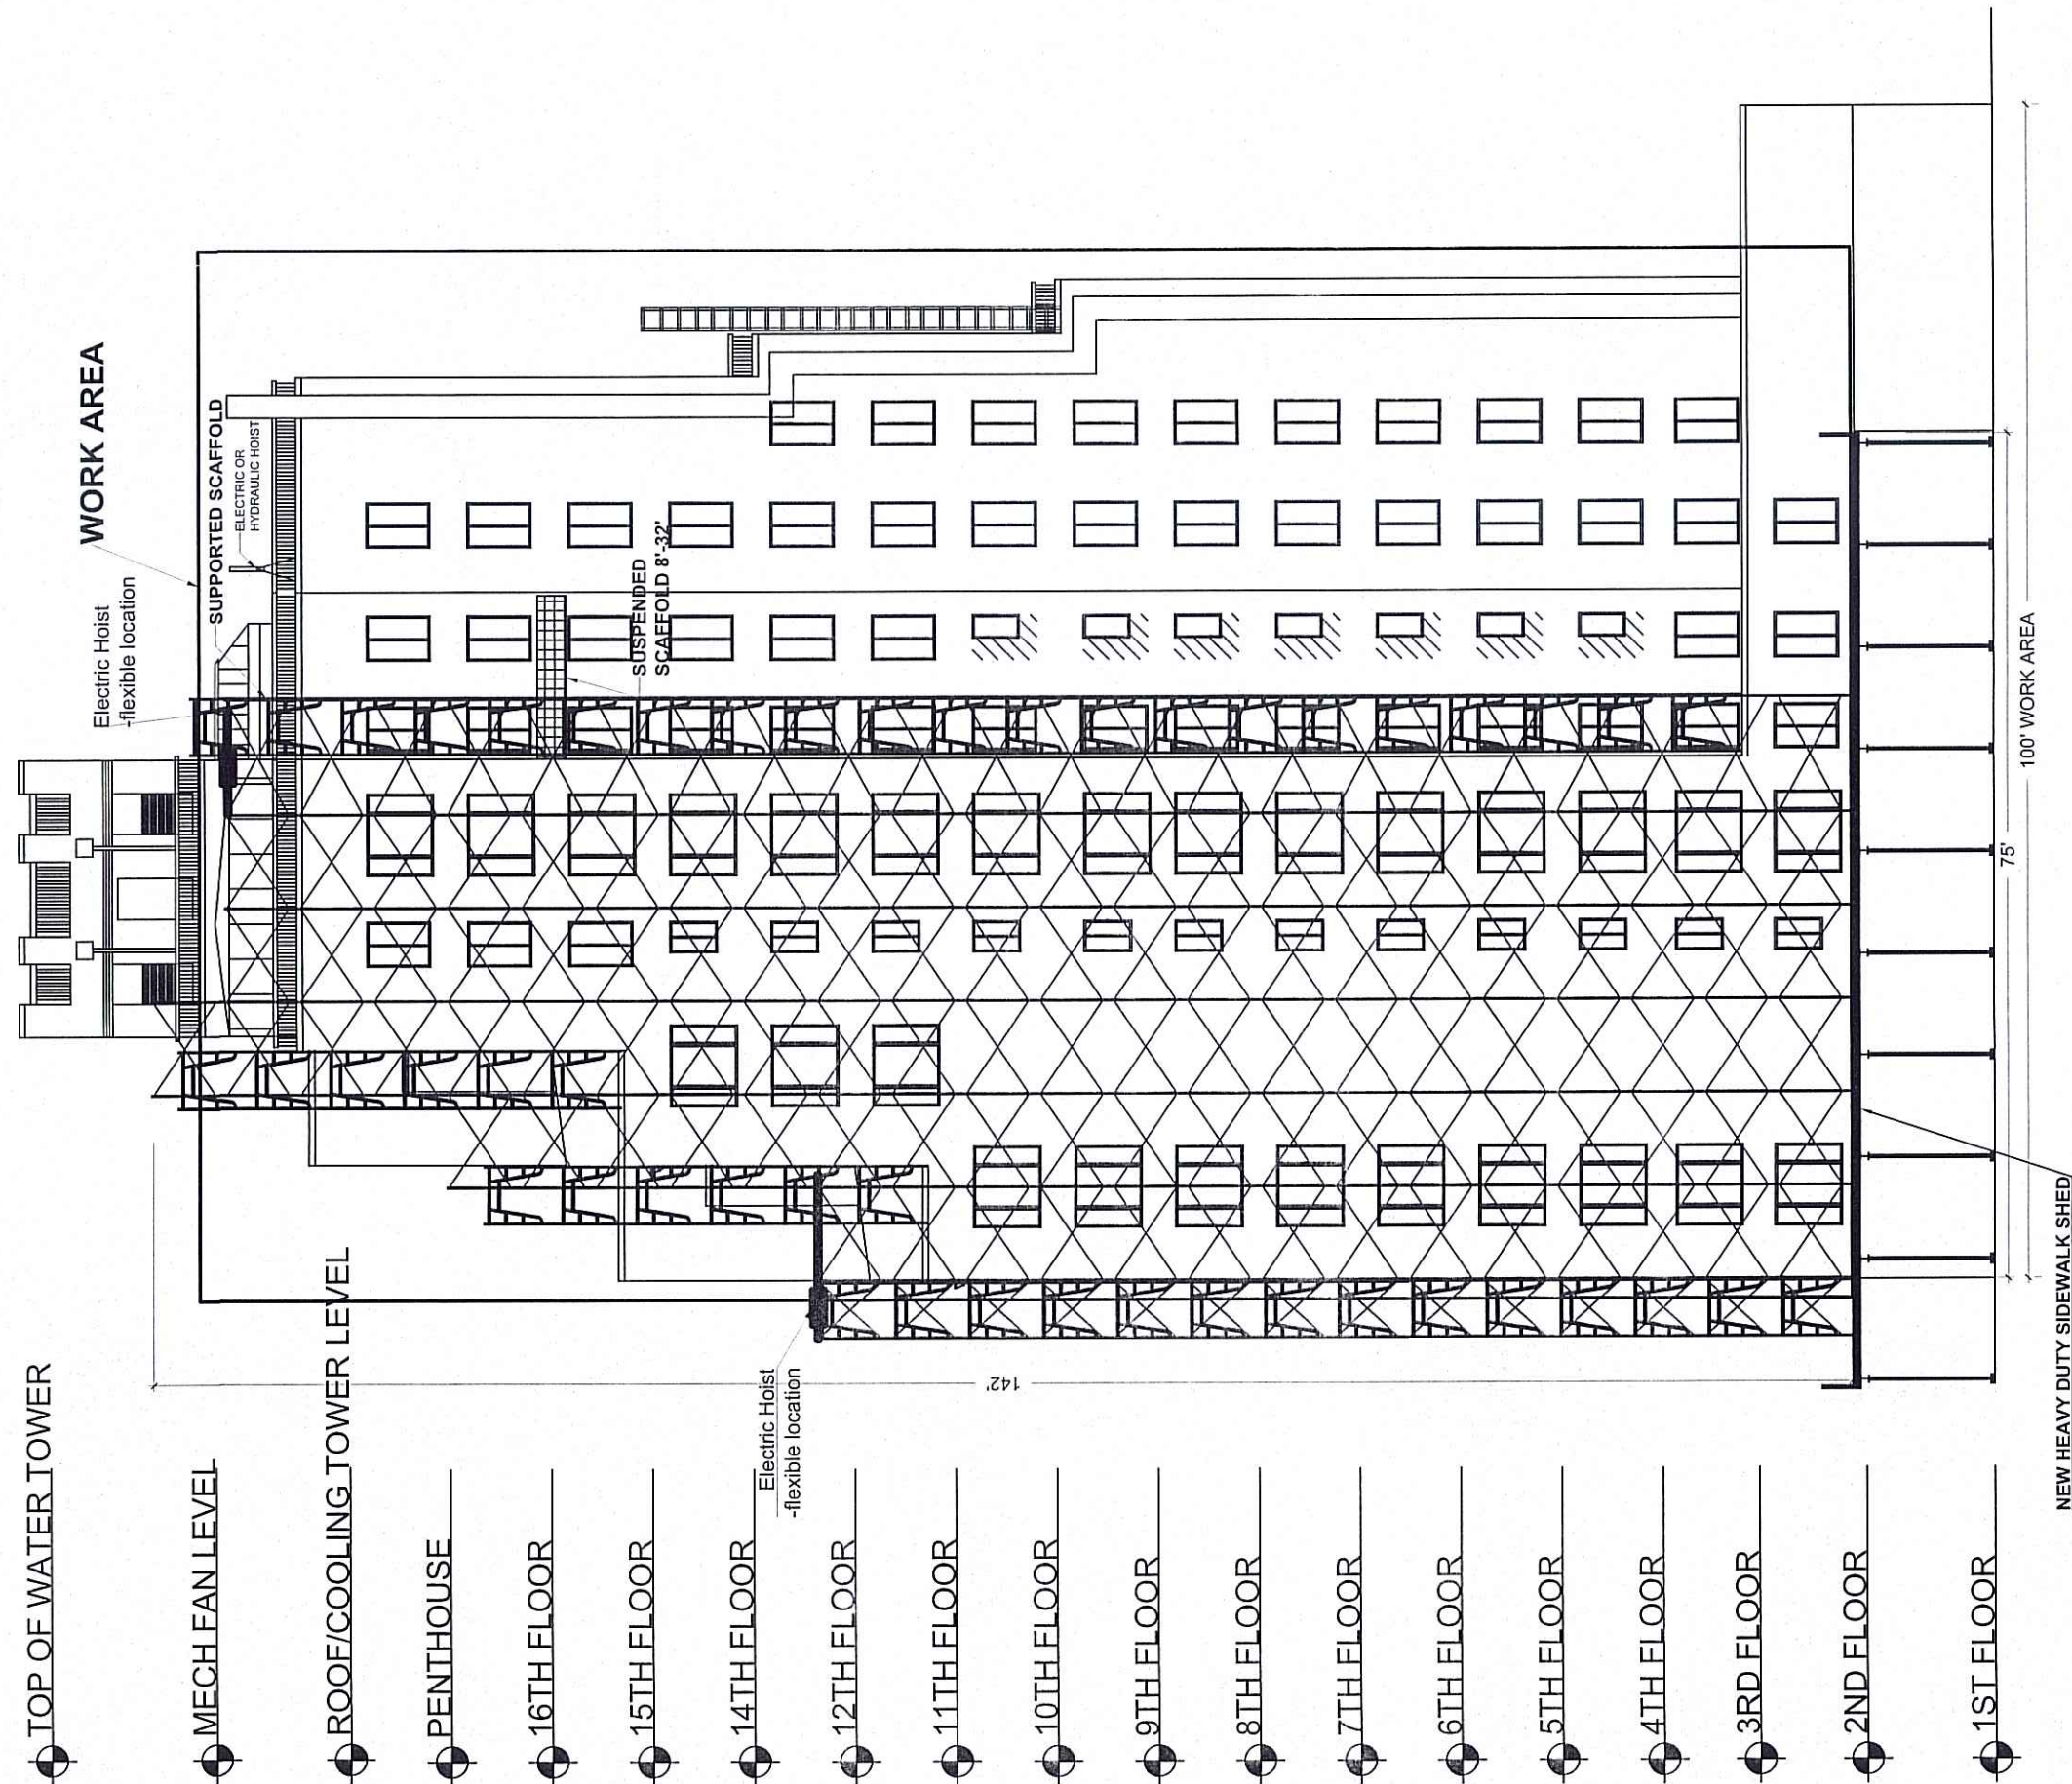 TOP OF WATER TOWER
MECH FAN LEVEL
ROOF/COOLING TOWER LEVEL
PENTHOUSE
16TH FLOOR
15TH FLOOR
14TH FLOOR
12TH FLOOR
11TH FLOOR
10TH FLOOR
9TH FLOOR
8TH FLOOR
7TH FLOOR
6TH FLOOR
5TH FLOOR
4TH FLOOR
3RD FLOOR
2ND FLOOR
1ST FLOOR
WORK AREA
Electric Hoist
-flexible location
SUPPORTED SCAFFOLD
ELECTRIC OR
HYDRAULIC HOIST
SUSPENDED
SCAFFOLD 8'-32'
Electric Hoist
-flexible location
142'
75'
100' WORK AREA
NEW HEAVY DUTY SIDEWALK SHED